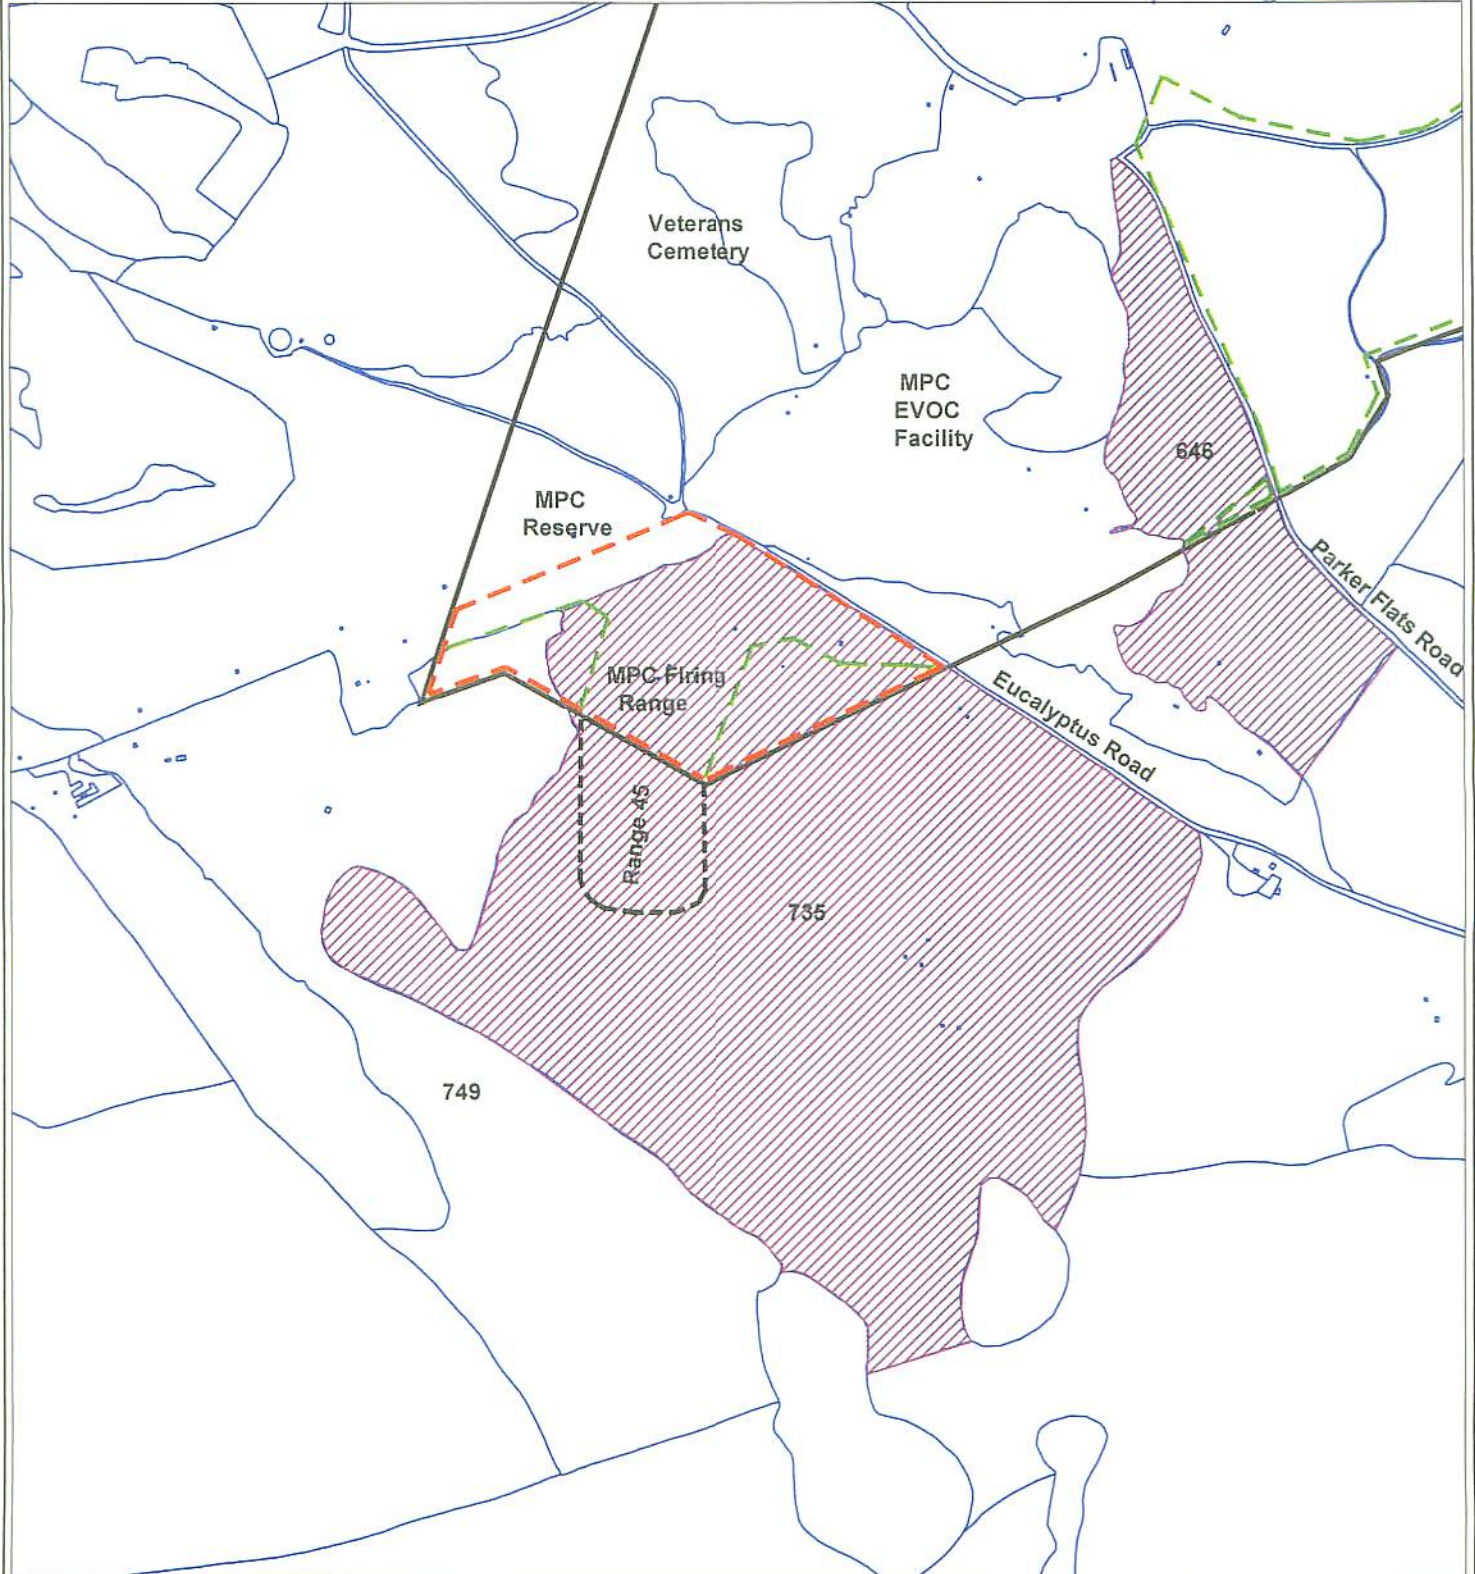 Veterans
Cemetery
MPC
EVOC
Facility
646
MPC
Reserve
Parker Flats Road
MPC Firing
Range
Eucalyptus Road
Range 45
735
749